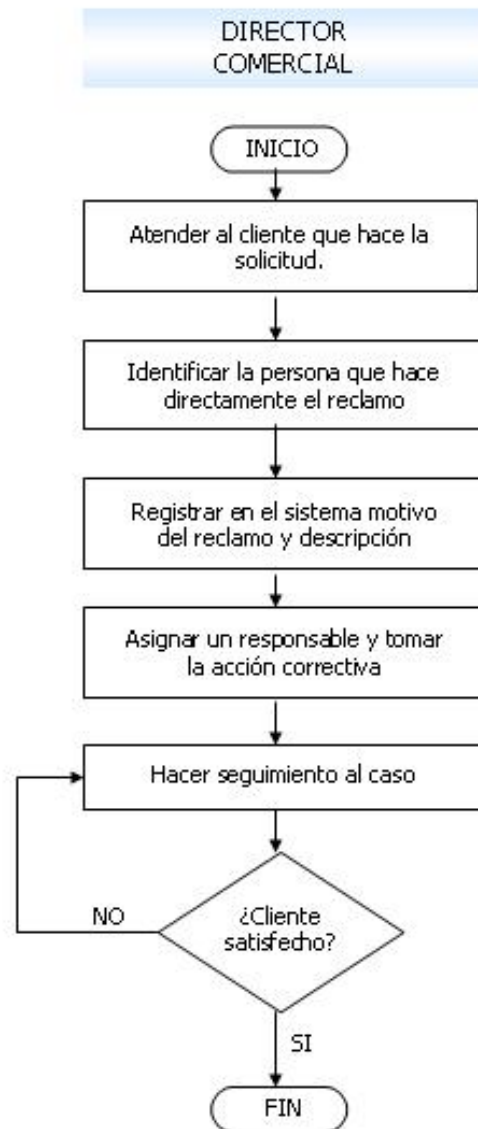 DIRECTOR
COMERCIAL
INICIO
Atender al cliente que hace la
solicitud.
Identificar la persona que hace
directamente el reclamo
Registrar en el sistema motivo
del reclamo y descripción
Asignar un responsable y tomar
la acción correctiva
Hacer seguimiento al caso
¿Cliente
satisfecho?
NO
SI
FIN